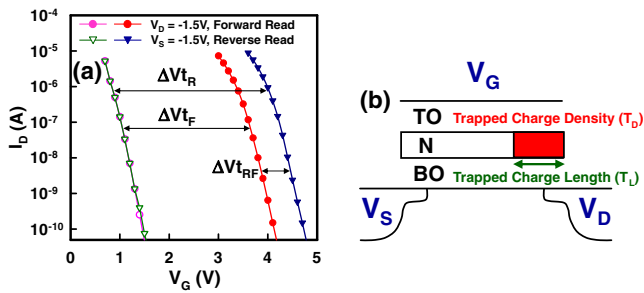 V_D = -1.5V, Forward Read
V_S = -1.5V, Reverse Read
(a)
10^-5
10^-4
10^-5
10^-6
10^-7
10^-8
10^-9
10^-10
I_D (A)
ΔVt_R
ΔVt_F
ΔVt_RF
0 1 2 3 4 5
V_G (V)
(b)
V_G
TO Trapped Charge Density (T_D)
N
BO Trapped Charge Length (T_L)
V_S V_D